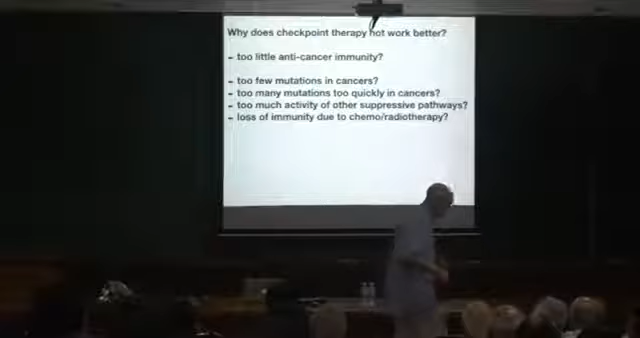 Why does checkpoint therapy not work better?
- too little anti-cancer immunity?
- too few mutations in cancers?
- too many mutations too quickly in cancers?
- too much activity of other suppressive pathways?
- loss of immunity due to chemo/radiotherapy?